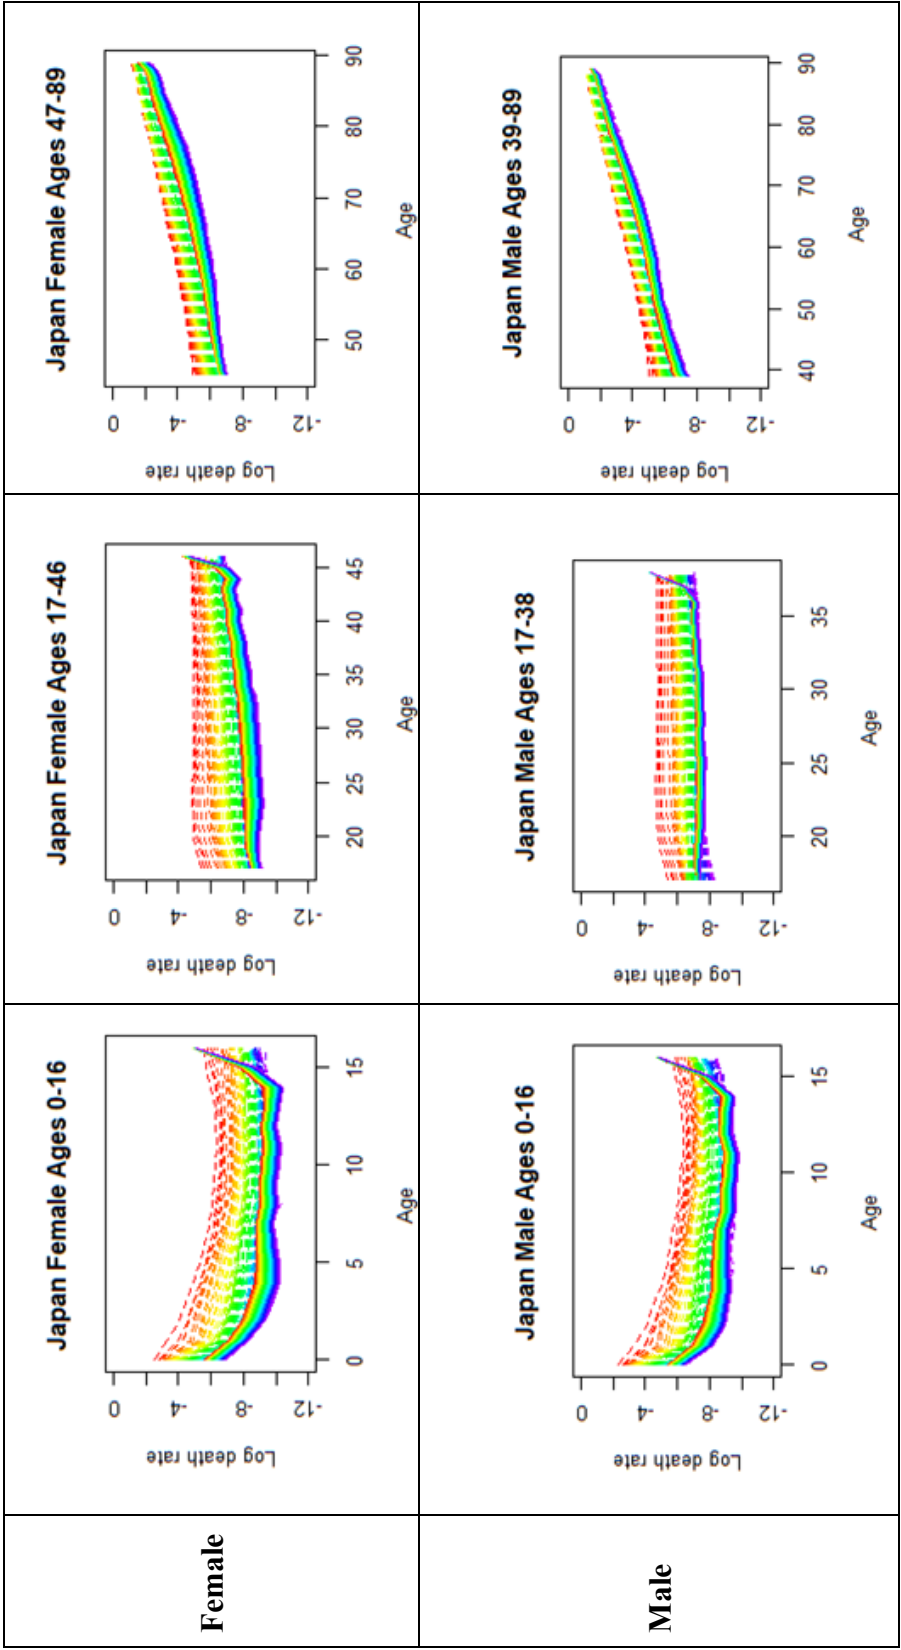 Female
Japan Female Ages 0-16
Log death rate
0 -4 -8 -12
0 5 10 15
Age
Japan Female Ages 17-46
Log death rate
0 -4 -8 -12
20 25 30 35 40 45
Age
Japan Female Ages 47-89
Log death rate
0 -4 -8 -12
50 60 70 80 90
Age
Male
Japan Male Ages 0-16
Log death rate
0 -4 -8 -12
0 5 10 15
Age
Japan Male Ages 17-38
Log death rate
0 -4 -8 -12
20 25 30 35
Age
Japan Male Ages 39-89
Log death rate
0 -4 -8 -12
40 50 60 70 80 90
Age